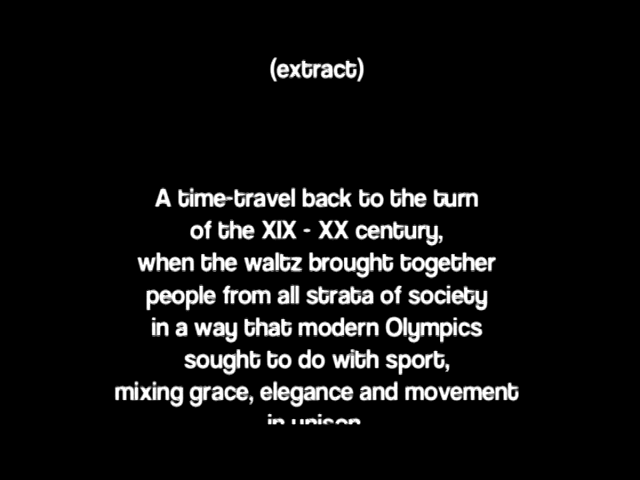 (extract)
A time-travel back to the turn
of the XIX - XX century,
when the waltz brought together
people from all strata of society
in a way that modern Olympics
sought to do with sport,
mixing grace, elegance and movement
in unison